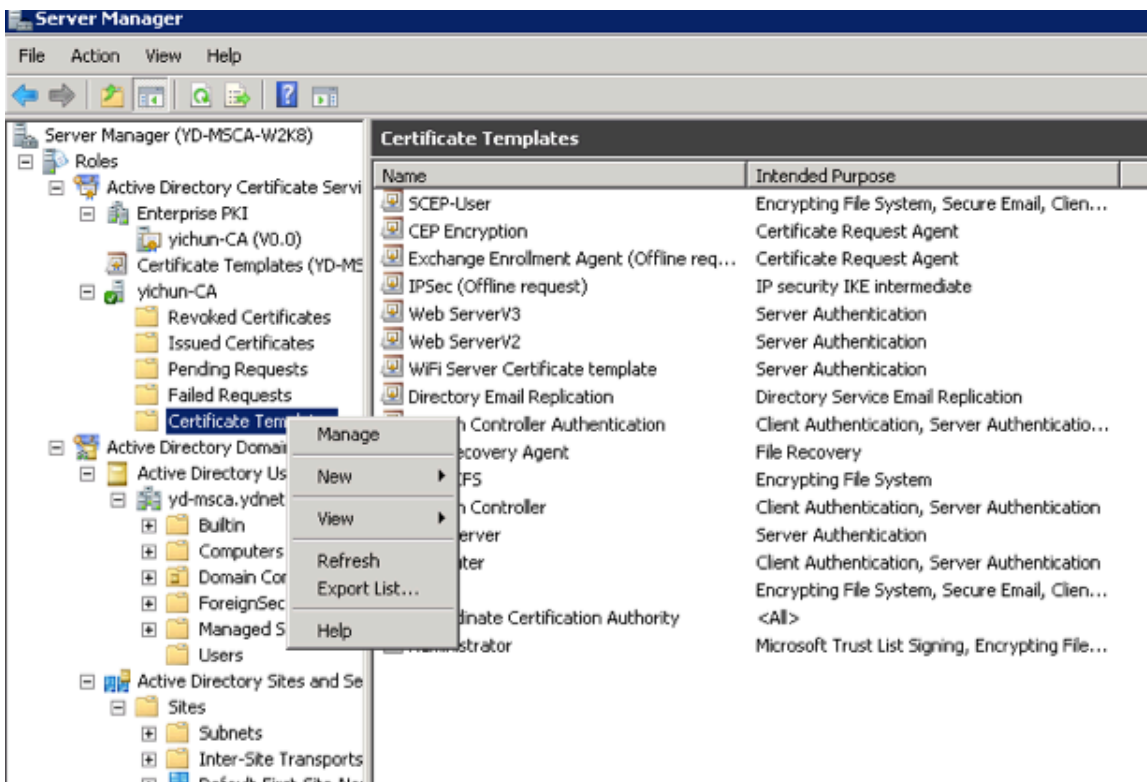 Server Manager
File Action View Help
Server Manager (YD-MSCA-W2K8)
Roles
Active Directory Certificate Servi
Enterprise PKI
yichun-CA (V0.0)
Certificate Templates (YD-MS
yichun-CA
Revoked Certificates
Issued Certificates
Pending Requests
Failed Requests
Certificate Tem
Active Directory Domai
Active Directory Us
yd-msca.ydnet
Builtin
Computers
Domain Con
ForeignSec
Managed S
Users
Active Directory Sites and Se
Sites
Subnets
Inter-Site Transports
Manage
New
View
Refresh
Export List...
Help
Certificate Templates
Name Intended Purpose
SCEP-User Encrypting File System, Secure Email, Clien...
CEP Encryption Certificate Request Agent
Exchange Enrollment Agent (Offline req... Certificate Request Agent
IPSec (Offline request) IP security IKE intermediate
Web ServerV3 Server Authentication
Web ServerV2 Server Authentication
WiFi Server Certificate template Server Authentication
Directory Email Replication Directory Service Email Replication
n Controller Authentication Client Authentication, Server Authenticatio...
ecovery Agent File Recovery
EFS Encrypting File System
n Controller Client Authentication, Server Authentication
erver Server Authentication
ter Client Authentication, Server Authentication
Encrypting File System, Secure Email, Clien...
dinate Certification Authority <All>
istrator Microsoft Trust List Signing, Encrypting File...